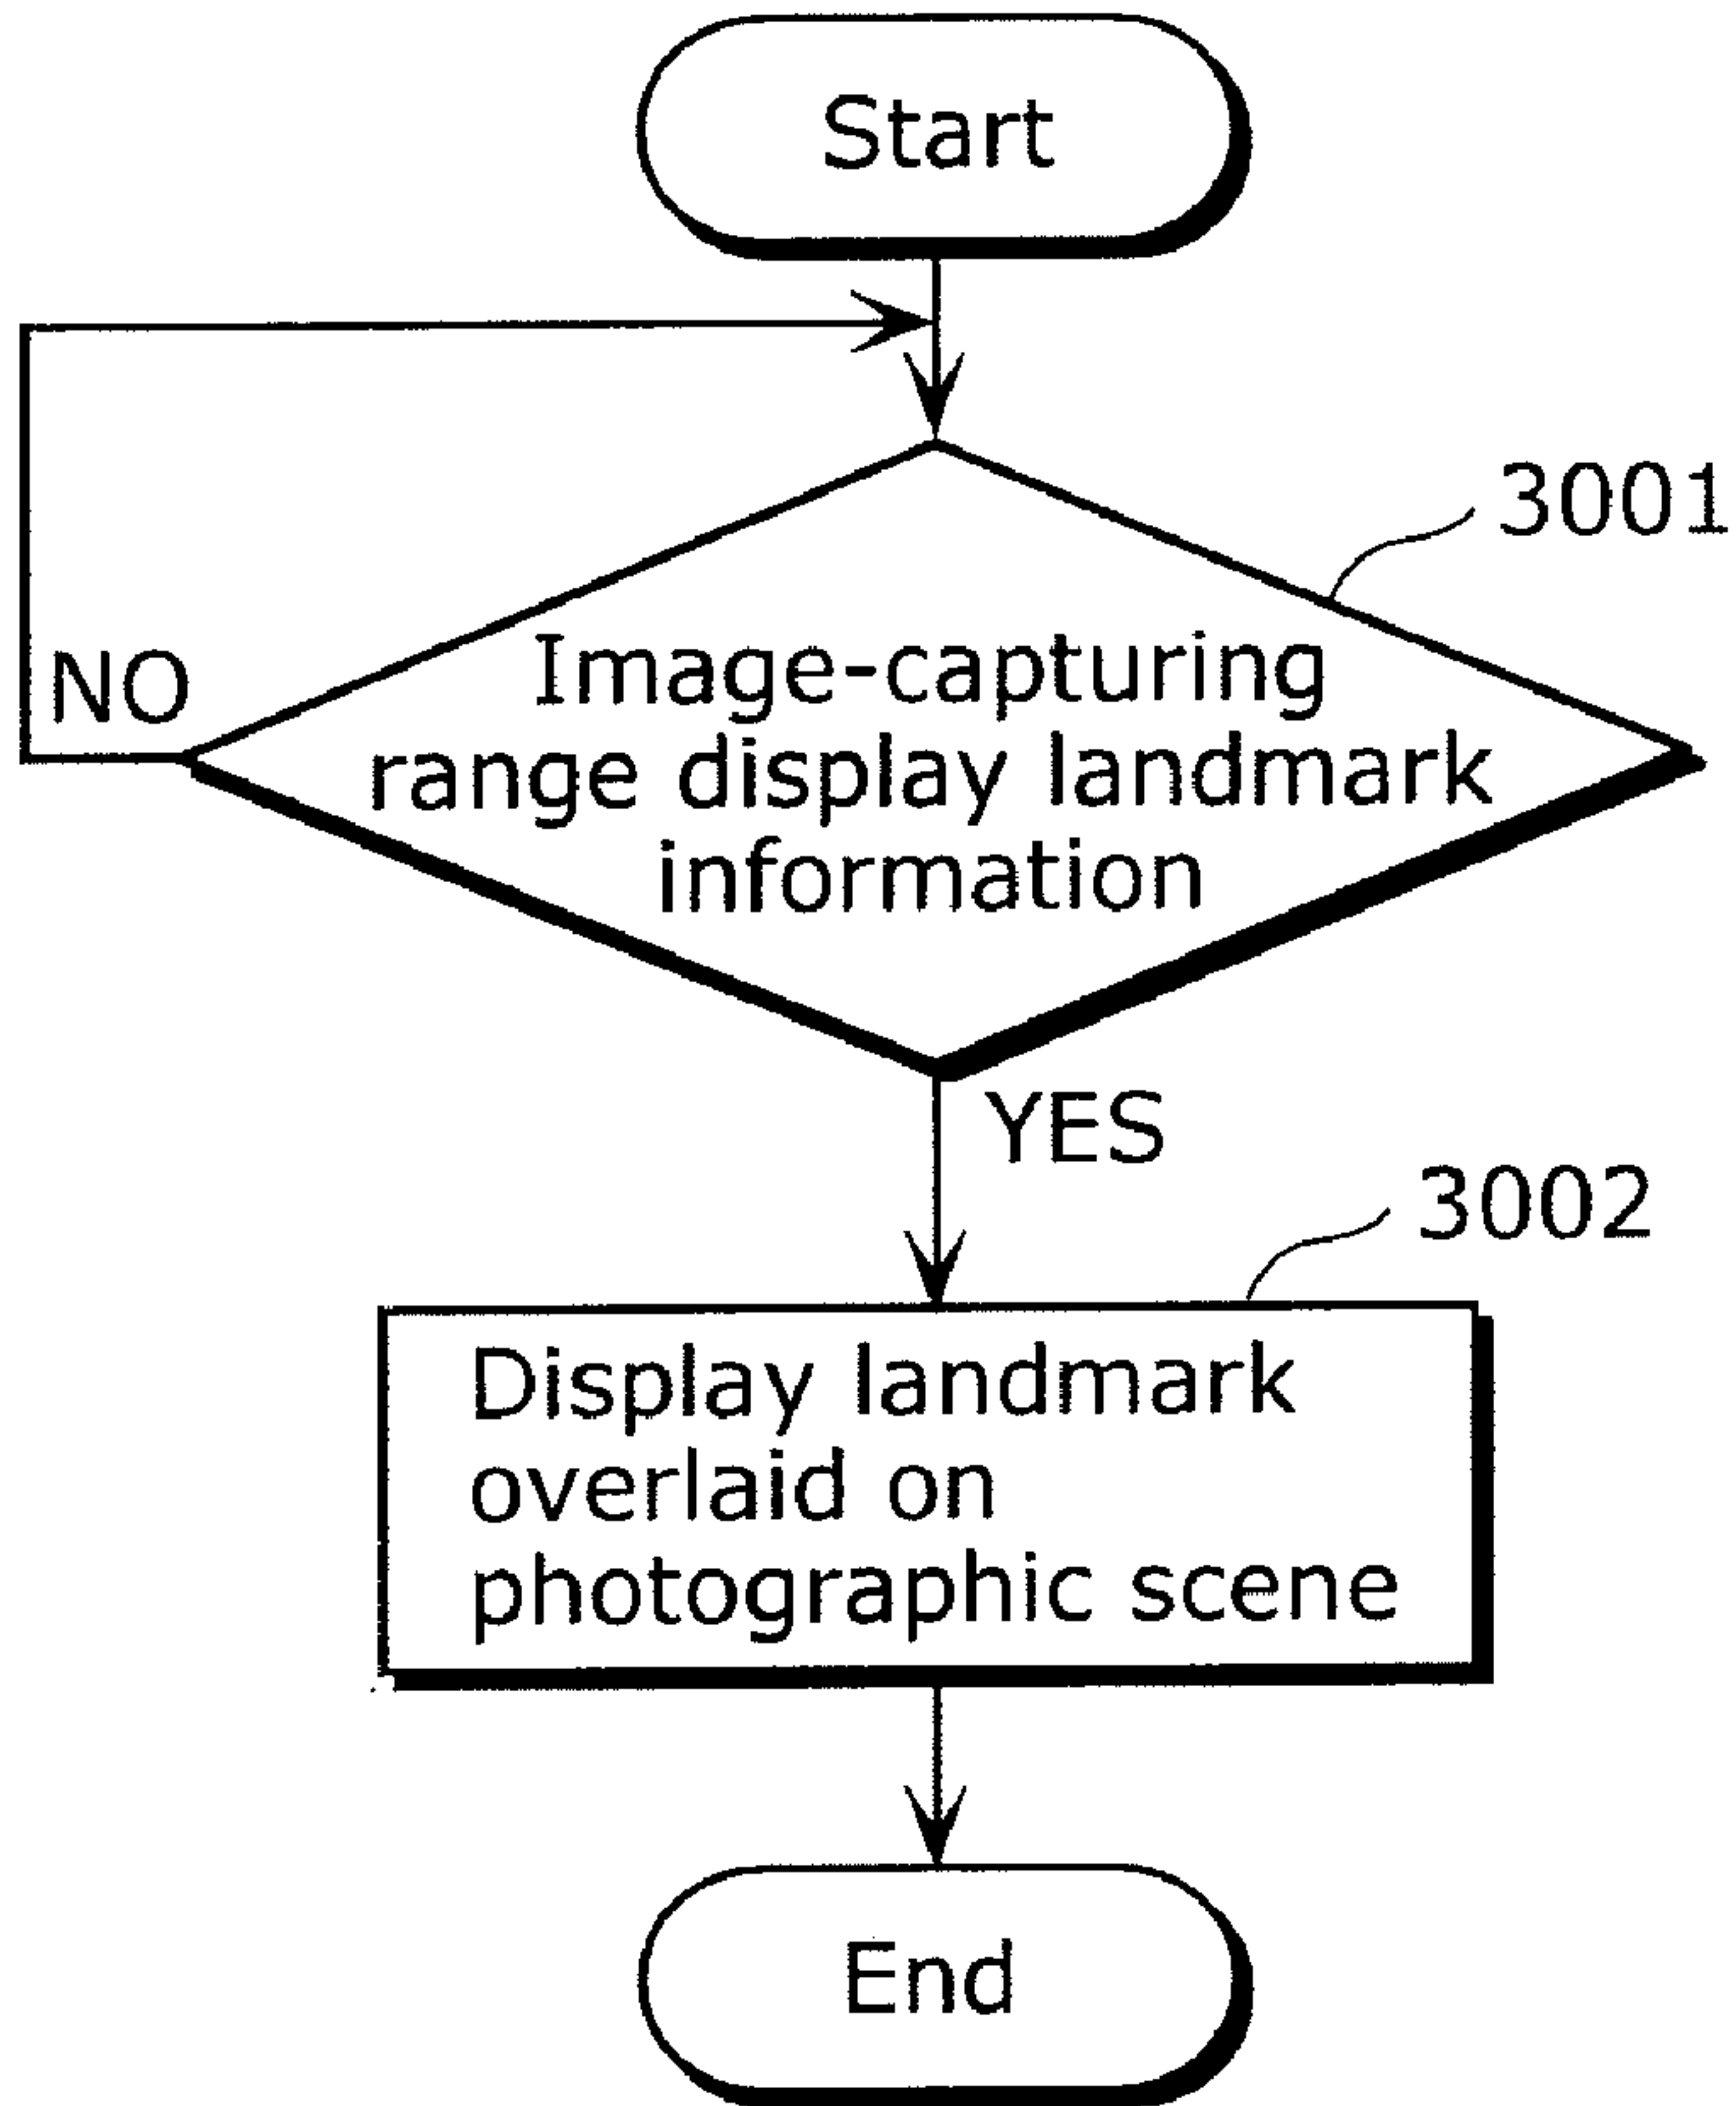 Start
3001
NO
Image-capturing
range display landmark
information
YES
3002
Display landmark
overlaid on
photographic scene
End